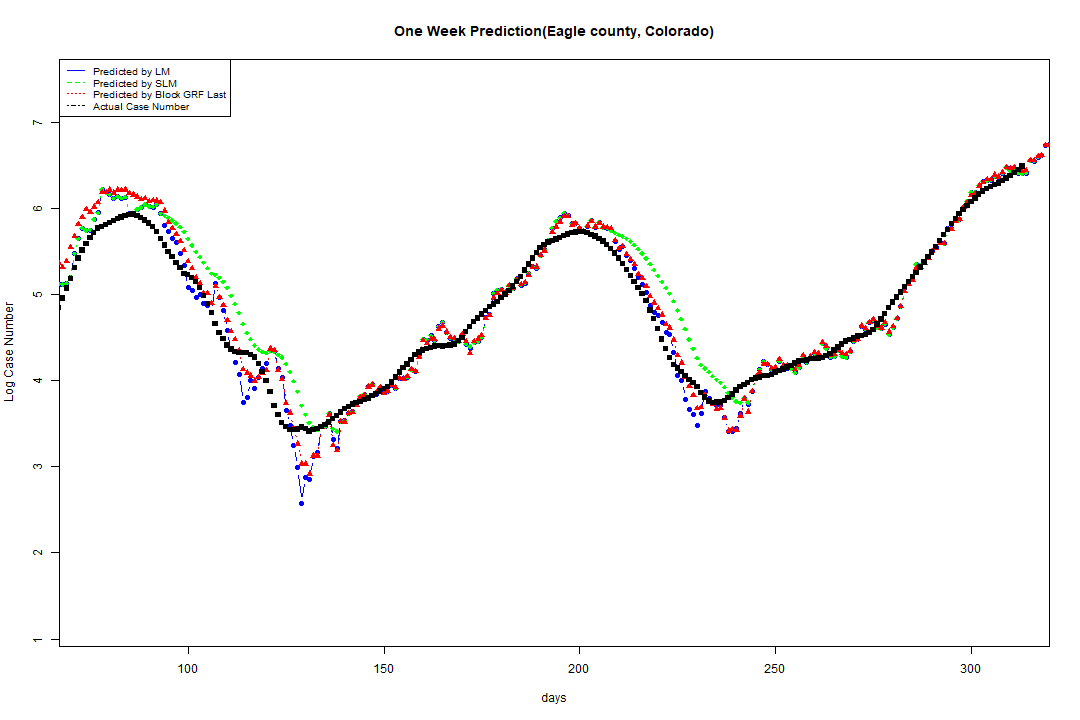 One Week Prediction(Eagle county, Colorado)
Predicted by LM
Predicted by SLM
Predicted by Block GRF Last
Actual Case Number
7
6
5
4
3
2
1
Log Case Number
100 150 200 250 300
days